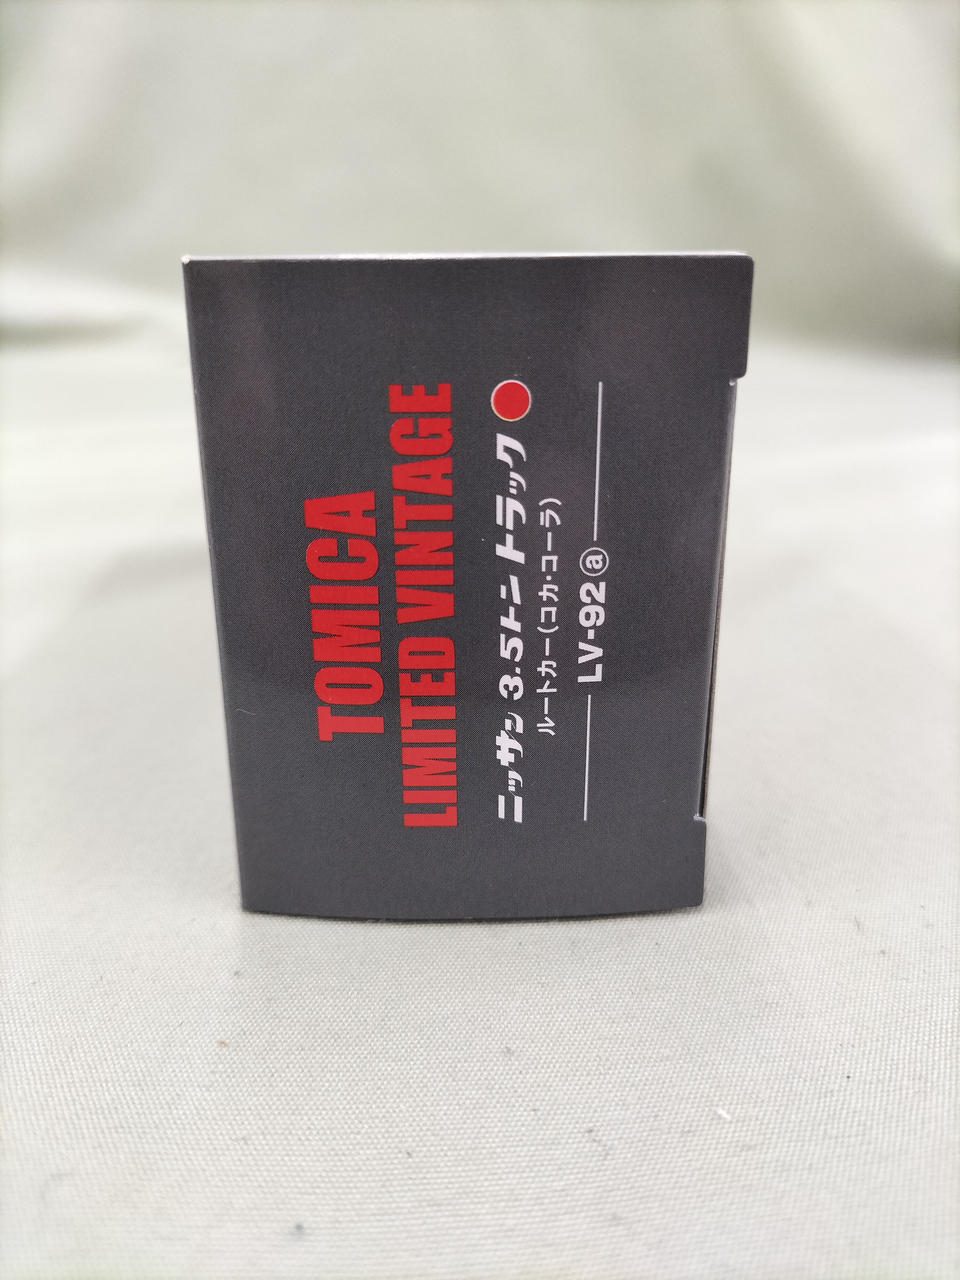 TOMICA
LIMITED VINTAGE
ニッサン 3.5トン トラック
ルートカー(コカ・コーラ)
LV-92ⓐ